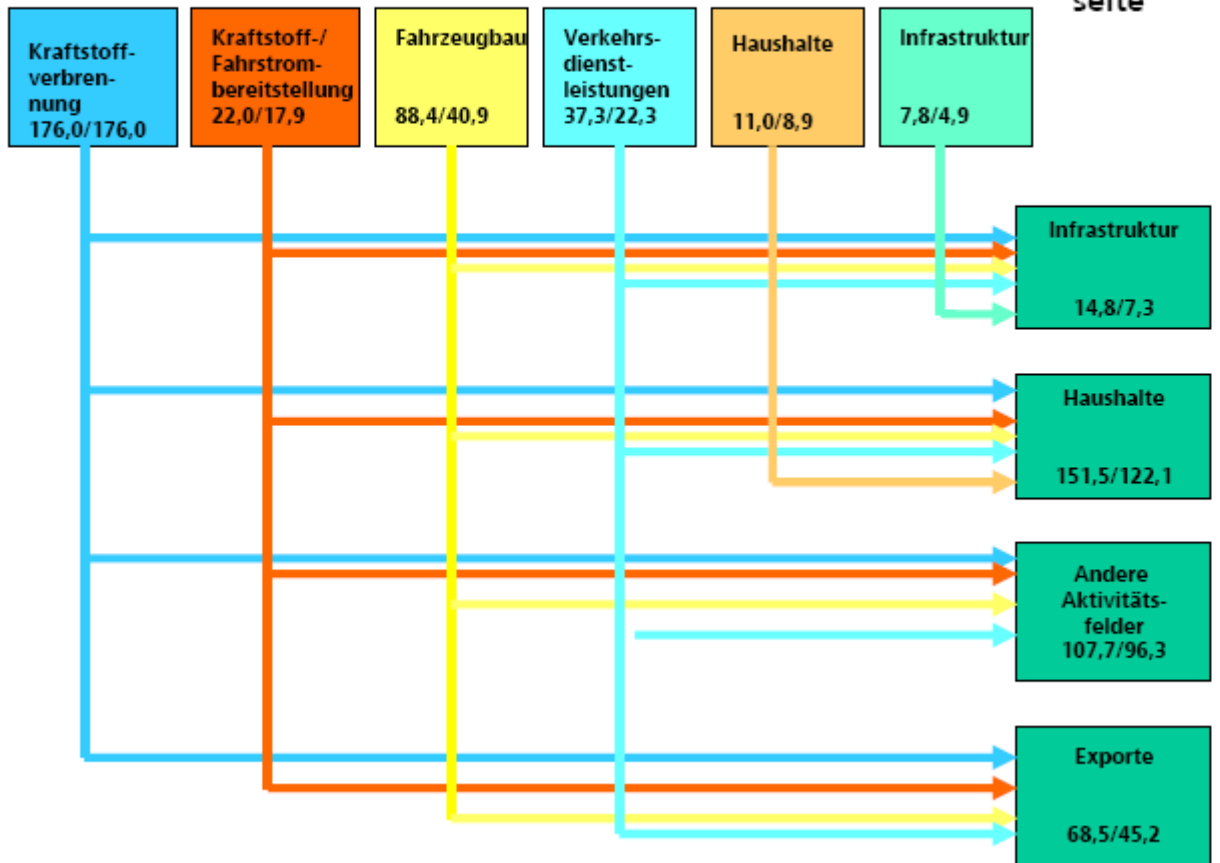 seite
Kraftstoff-
verbren-
nung
176,0/176,0
Kraftstoff-/
Fahrstrom-
bereitstellung
22,0/17,9
Fahrzeugbau
88,4/40,9
Verkehrs-
dienst-
leistungen
37,3/22,3
Haushalte
11,0/8,9
Infrastruktur
7,8/4,9
Infrastruktur
14,8/7,3
Haushalte
151,5/122,1
Andere
Aktivitäts-
felder
107,7/96,3
Exporte
68,5/45,2